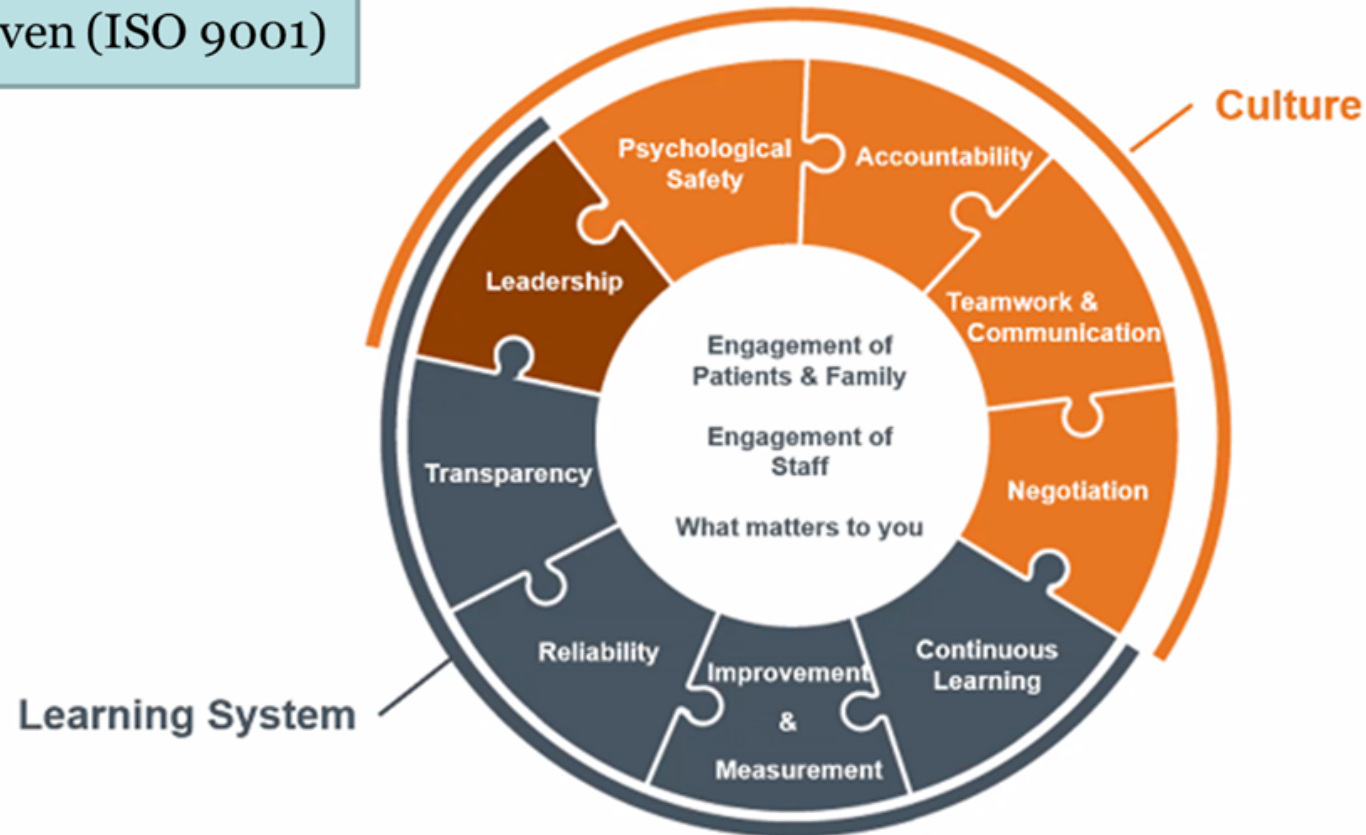 ven (ISO 9001)
Culture
Psychological
Safety
Accountability
Leadership
Teamwork &
Communication
Engagement of
Patients & Family
Engagement of
Staff
What matters to you
Transparency
Negotiation
Reliability
Improvement
&
Measurement
Continuous
Learning
Learning System